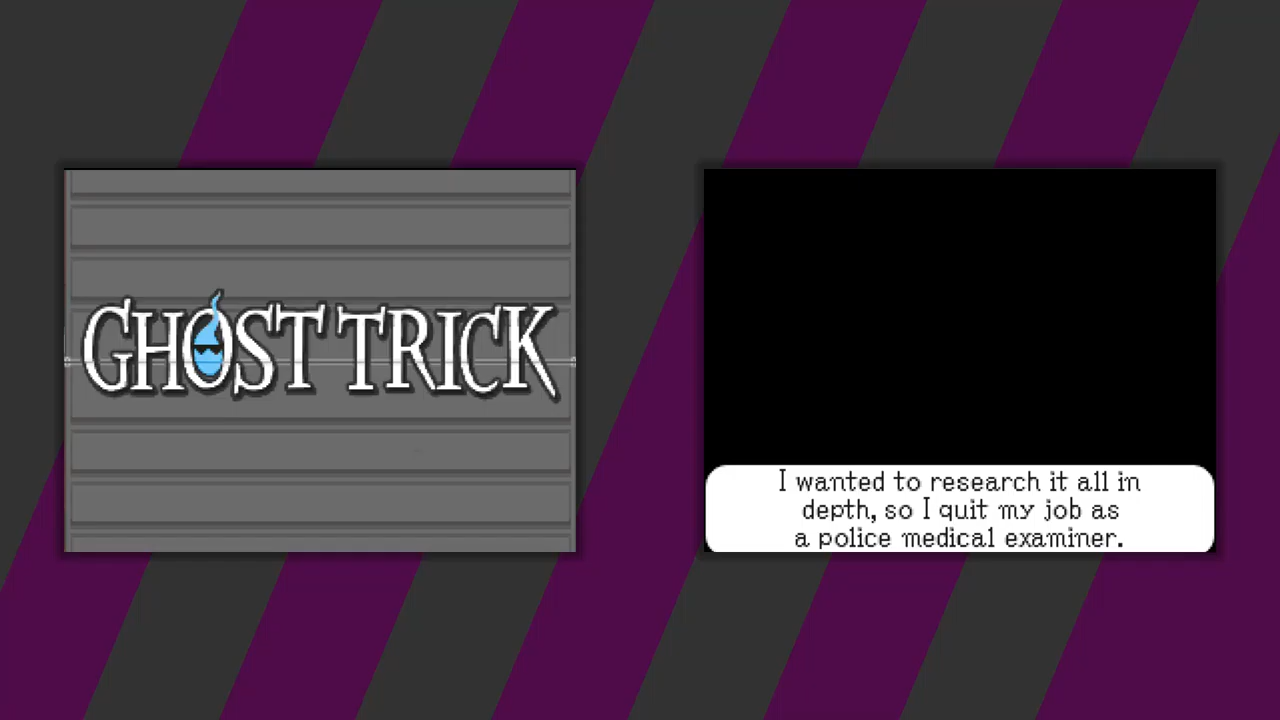 GHOST TRICK
I wanted to research it all in
depth, so I quit my job as
a police medical examiner.